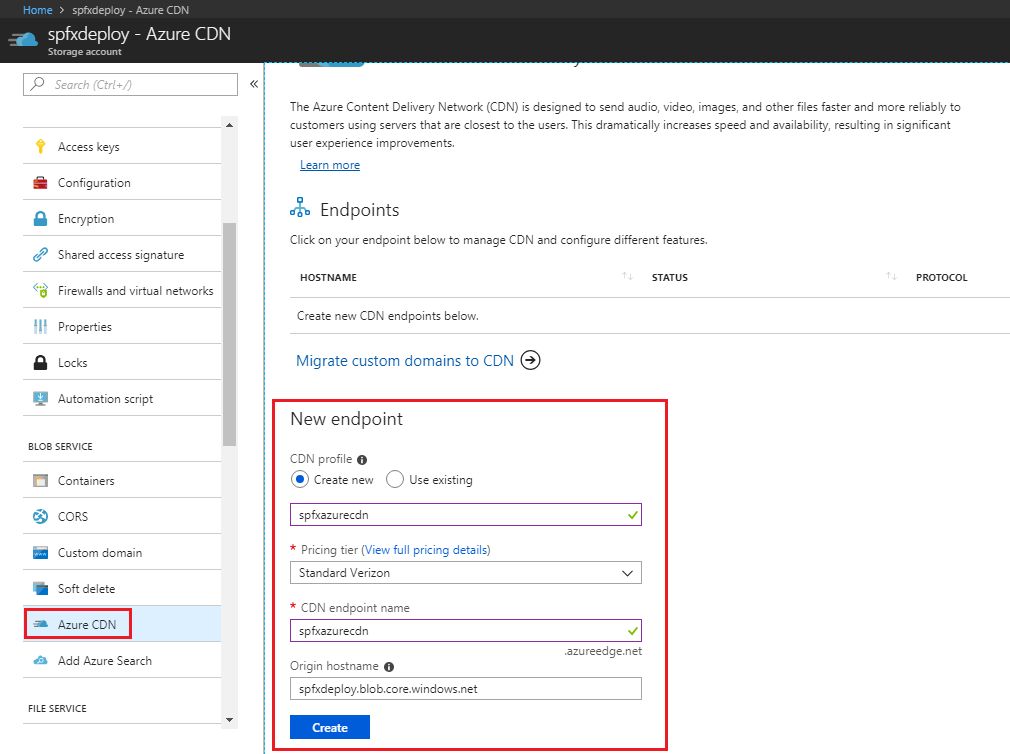 Home > spfxdeploy - Azure CDN
spfxdeploy - Azure CDN
Storage account
Search (Ctrl+/)
Access keys
Configuration
Encryption
Shared access signature
Firewalls and virtual networks
Properties
Locks
Automation script
BLOB SERVICE
Containers
CORS
Custom domain
Soft delete
Azure CDN
Add Azure Search
FILE SERVICE
The Azure Content Delivery Network (CDN) is designed to send audio, video, images, and other files faster and more reliably to
customers using servers that are closest to the users. This dramatically increases speed and availability, resulting in significant
user experience improvements.
Learn more
Endpoints
Click on your endpoint below to manage CDN and configure different features.
HOSTNAME STATUS PROTOCOL
Create new CDN endpoints below.
Migrate custom domains to CDN
New endpoint
CDN profile
Create new Use existing
spfxazurecdn
* Pricing tier (View full pricing details)
Standard Verizon
* CDN endpoint name
spfxazurecdn
.azureedge.net
Origin hostname
spfxdeploy.blob.core.windows.net
Create